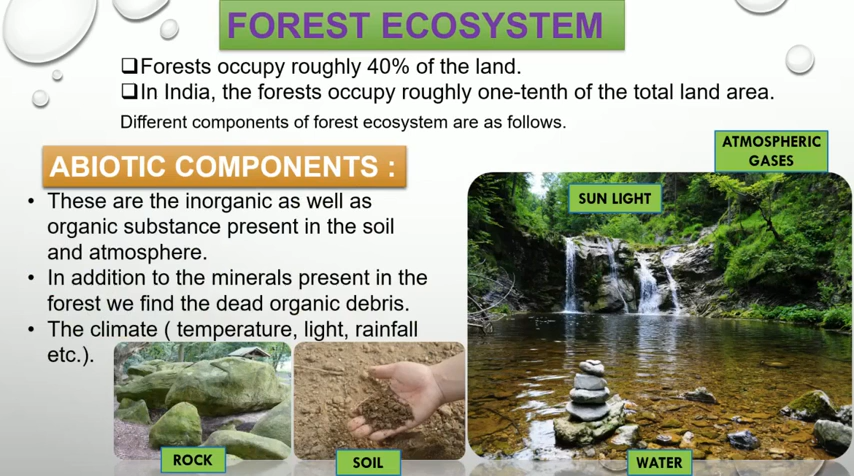 FOREST ECOSYSTEM
❑Forests occupy roughly 40% of the land.
❑In India, the forests occupy roughly one-tenth of the total land area.
Different components of forest ecosystem are as follows.
ATMOSPHERIC
GASES
ABIOTIC COMPONENTS :
SUN LIGHT
• These are the inorganic as well as
organic substance present in the soil
and atmosphere.
• In addition to the minerals present in the
forest we find the dead organic debris.
• The climate ( temperature, light, rainfall
etc.).
ROCK
SOIL
WATER